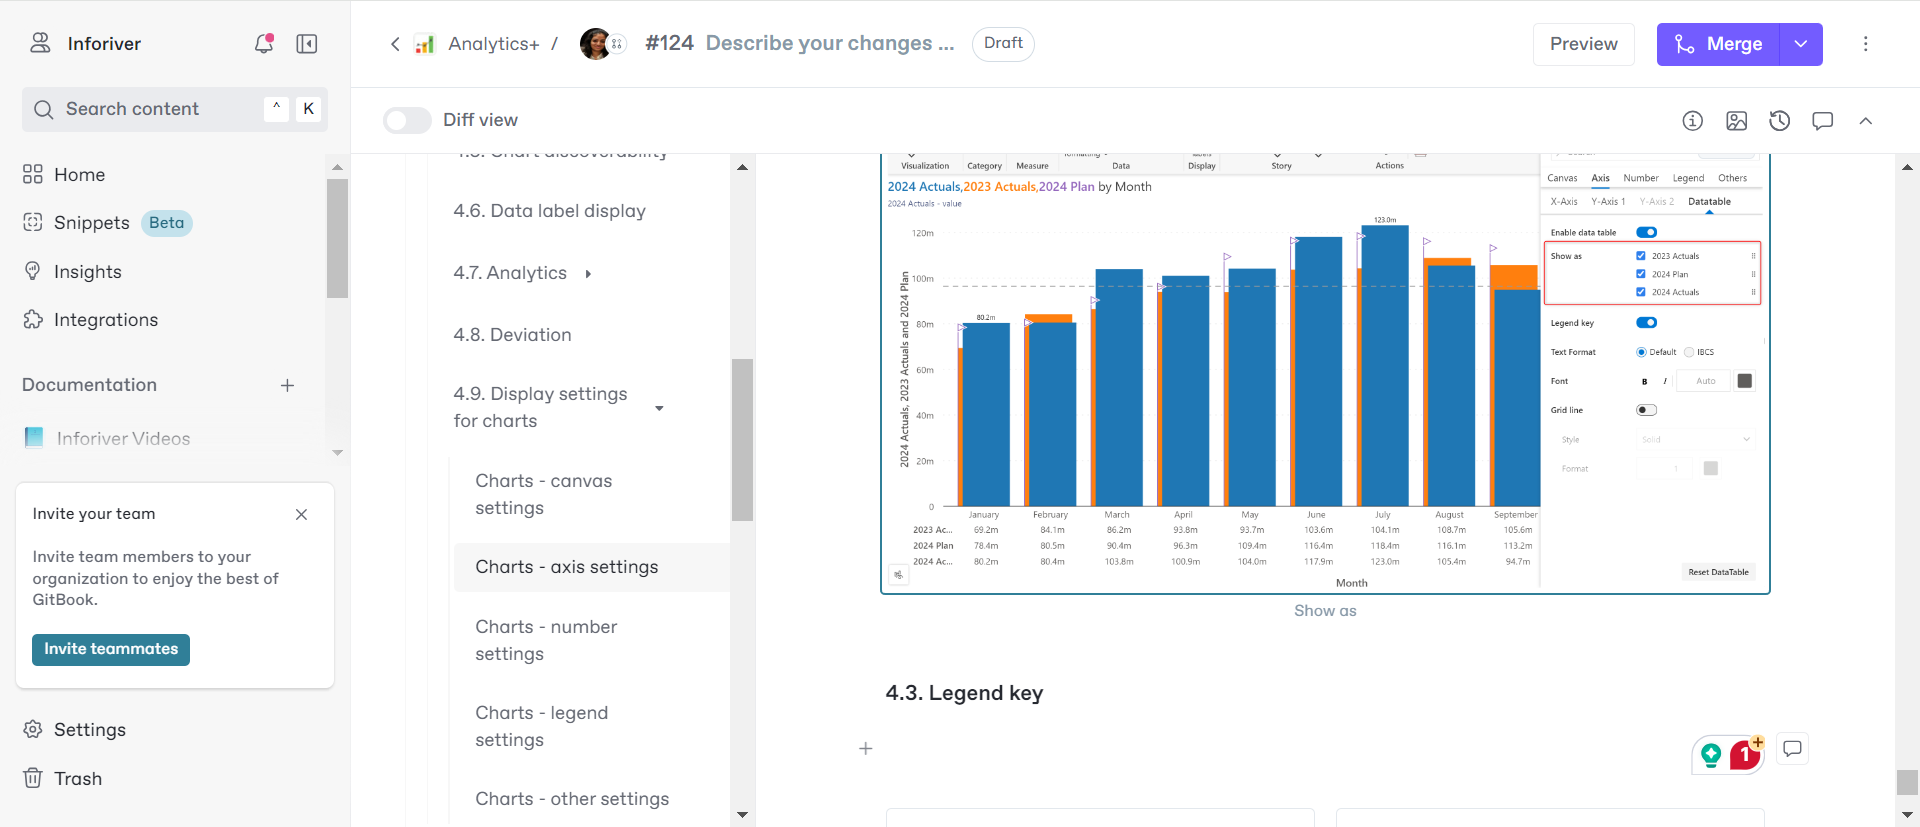 Inforiver
Search content
^ K
Home
Snippets Beta
Insights
Integrations
Documentation
Inforiver Videos
Invite your team
Invite team members to your
organization to enjoy the best of
GitBook.
Invite teammates
Settings
Trash
Analytics+ /
#124 Describe your changes ...
Draft
Preview
Merge
Diff view
4.6. Data label display
4.7. Analytics
4.8. Deviation
4.9. Display settings
for charts
Charts - canvas
settings
Charts - axis settings
Charts - number
settings
Charts - legend
settings
Charts - other settings
Visualization Category Measure Data Display Story Actions
2024 Actuals,2023 Actuals,2024 Plan by Month
2024 Actuals - value
2024 Actuals, 2023 Actuals and 2024 Plan
120m
100m
80m
60m
40m
20m
0
80.2m
123.0m
January February March April May June July August September
2023 Ac... 69.2m 84.1m 86.2m 93.8m 93.7m 103.6m 104.1m 108.7m 105.6m
2024 Plan 78.4m 80.5m 90.4m 96.3m 109.4m 116.4m 118.4m 116.1m 113.2m
2024 Ac... 80.2m 80.4m 103.8m 100.9m 104.0m 117.9m 123.0m 105.4m 94.7m
Month
Canvas Axis Number Legend Others
X-Axis Y-Axis 1 Y-Axis 2 Datatable
Enable data table
Show as
2023 Actuals
2024 Plan
2024 Actuals
Legend key
Text Format Default IBCS
Font B I Auto
Grid line
Style Solid
Format 1
Reset DataTable
Show as
4.3. Legend key
1